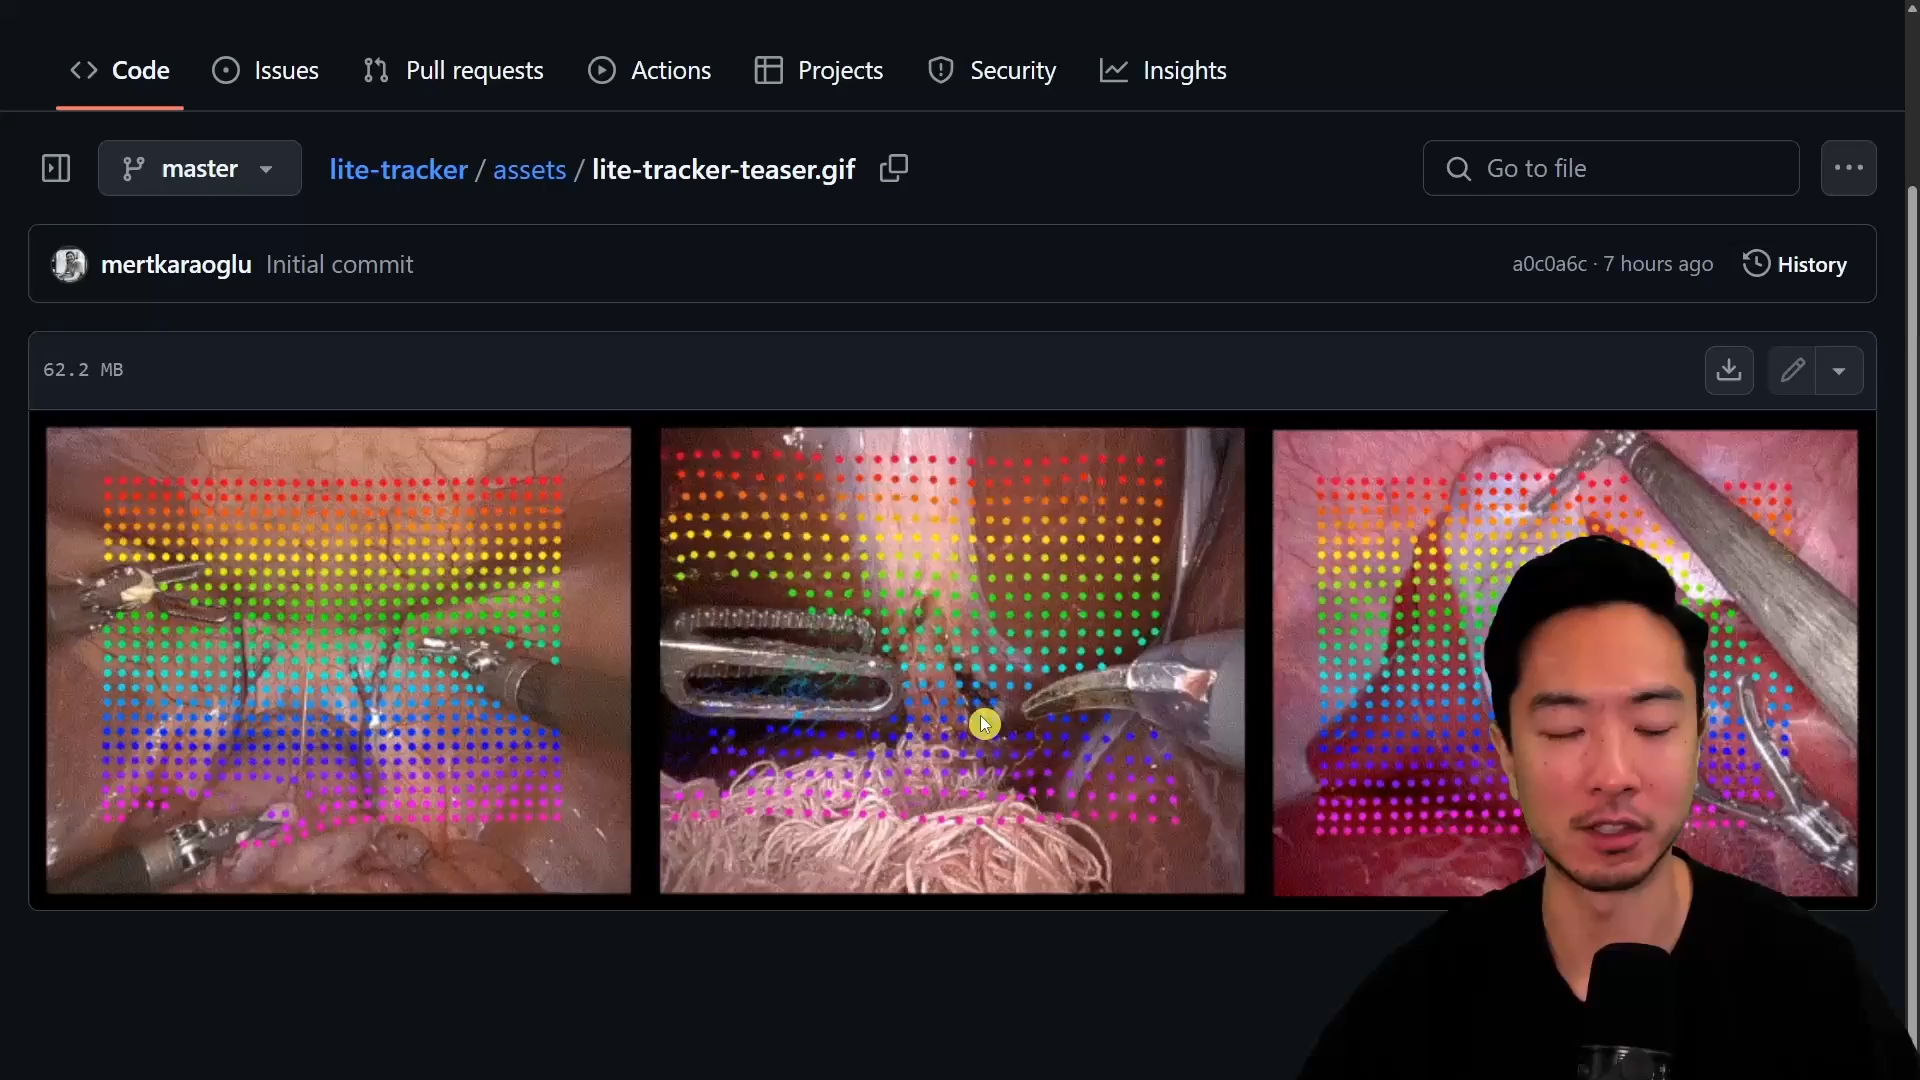 Code Issues Pull requests Actions Projects Security Insights
master lite-tracker / assets / lite-tracker-teaser.gif Go to file
mertkaraoglu Initial commit a0c0a6c · 7 hours ago History
62.2 MB